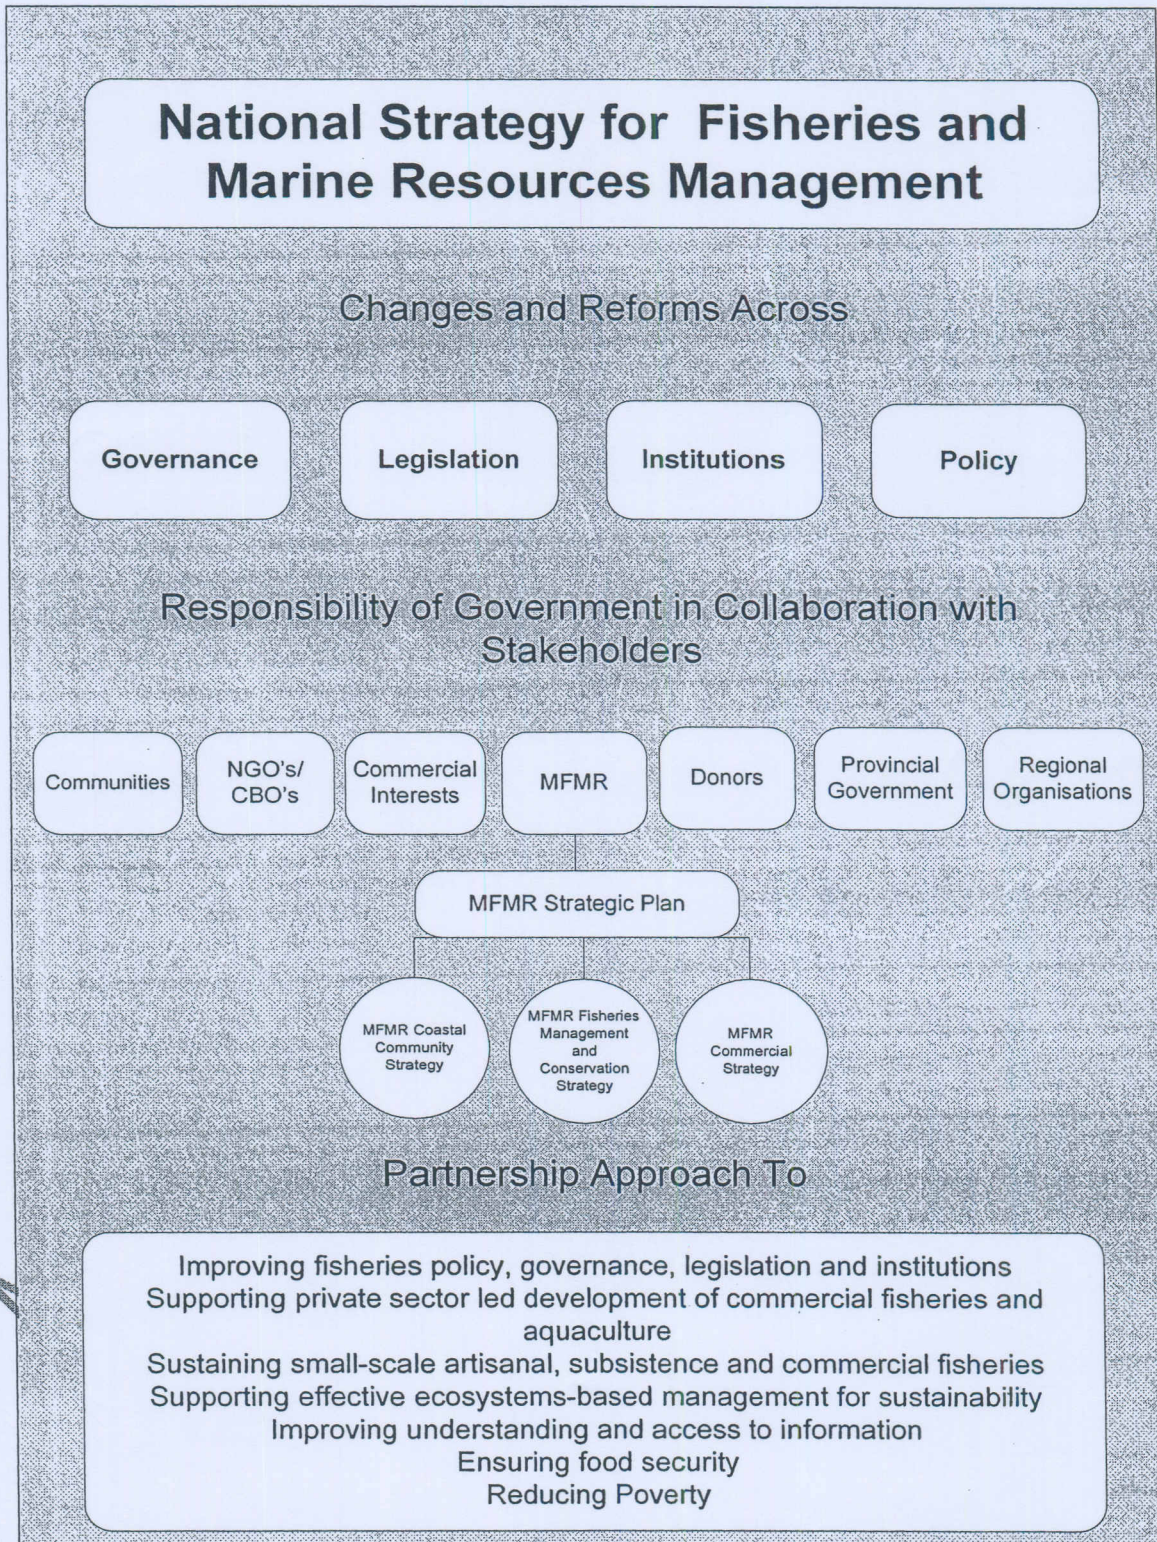 National Strategy for Fisheries and
Marine Resources Management
Changes and Reforms Across
Governance
Legislation
Institutions
Policy
Responsibility of Government in Collaboration with
Stakeholders
Communities
NGO's/
CBO's
Commercial
Interests
MFMR
Donors
Provincial
Government
Regional
Organisations
MFMR Strategic Plan
MFMR Coastal
Community
Strategy
MFMR Fisheries
Management
and
Conservation
Strategy
MFMR
Commercial
Strategy
Partnership Approach To
Improving fisheries policy, governance, legislation and institutions
Supporting private sector led development of commercial fisheries and
aquaculture
Sustaining small-scale artisanal, subsistence and commercial fisheries
Supporting effective ecosystems-based management for sustainability
Improving understanding and access to information
Ensuring food security
Reducing Poverty